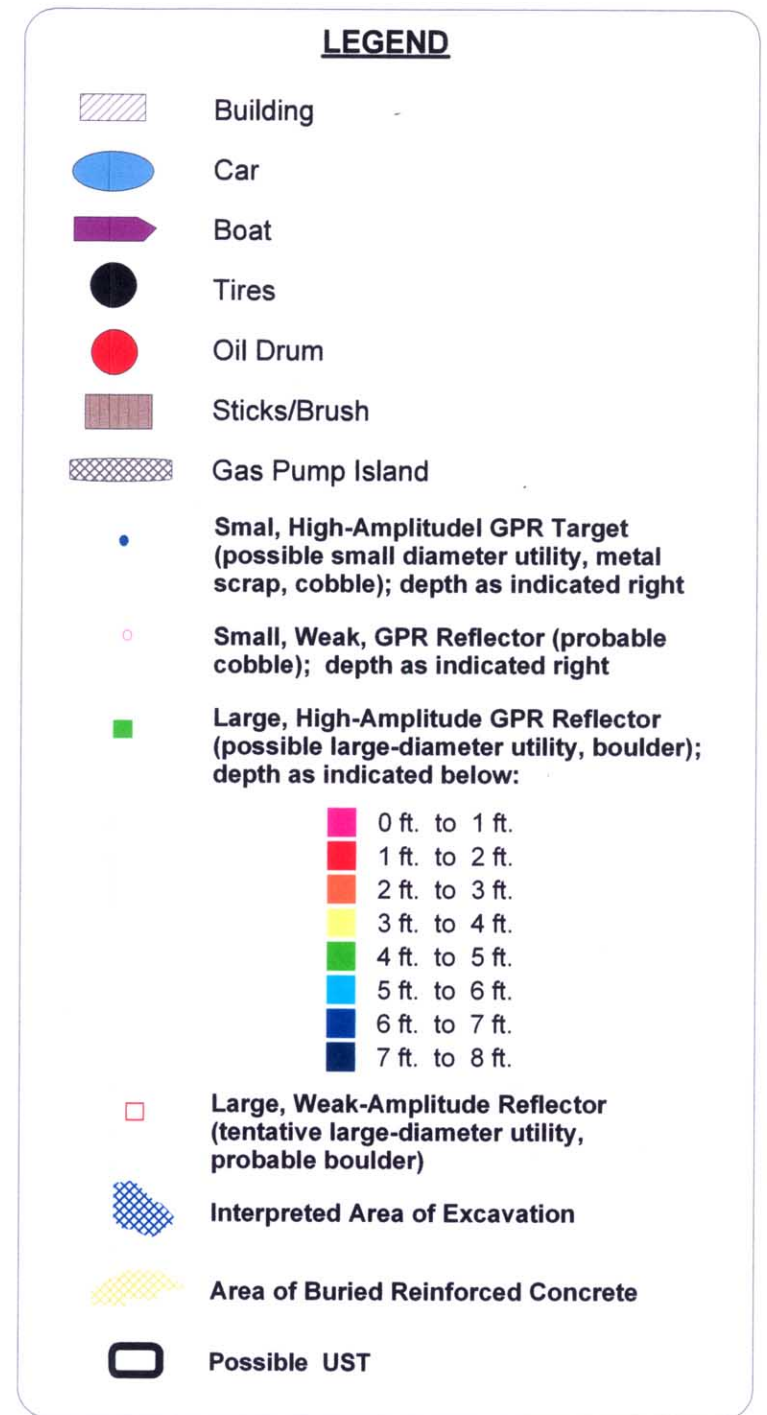 LEGEND
Building
Car
Boat
Tires
Oil Drum
Sticks/Brush
Gas Pump Island
Smal, High-Amplitudel GPR Target
(possible small diameter utility, metal
scrap, cobble); depth as indicated right
Small, Weak, GPR Reflector (probable
cobble); depth as indicated right
Large, High-Amplitude GPR Reflector
(possible large-diameter utility, boulder);
depth as indicated below:
0 ft. to 1 ft.
1 ft. to 2 ft.
2 ft. to 3 ft.
3 ft. to 4 ft.
4 ft. to 5 ft.
5 ft. to 6 ft.
6 ft. to 7 ft.
7 ft. to 8 ft.
Large, Weak-Amplitude Reflector
(tentative large-diameter utility,
probable boulder)
Interpreted Area of Excavation
Area of Buried Reinforced Concrete
Possible UST